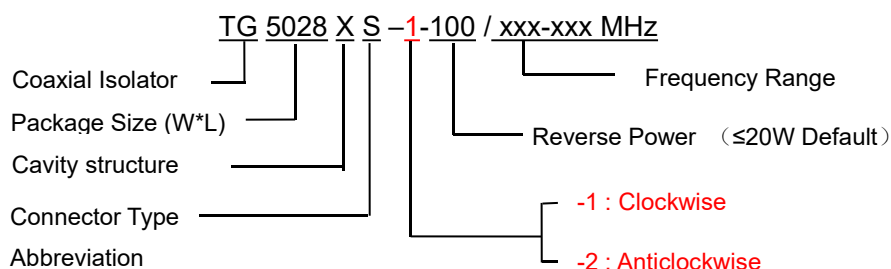 TG 5028 X S –1-100 / xxx-xxx MHz
Coaxial Isolator
Frequency Range
Package Size (W*L)
Reverse Power （≤20W Default）
Cavity structure
-1 : Clockwise
Connector Type
Abbreviation
-2 : Anticlockwise